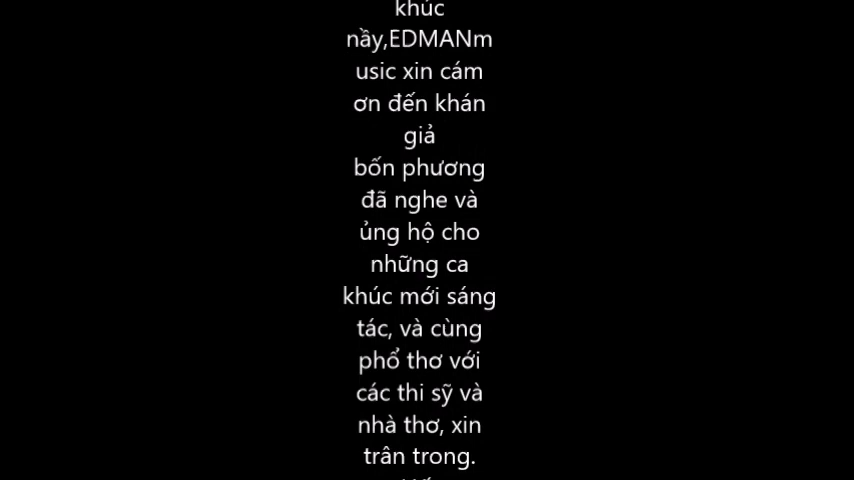 khúc
nầy,EDMANm
usic xin cám
ơn đến khán
giả
bốn phương
đã nghe và
ủng hộ cho
những ca
khúc mới sáng
tác, và cùng
phổ thơ với
các thi sỹ và
nhà thơ, xin
trân trong.